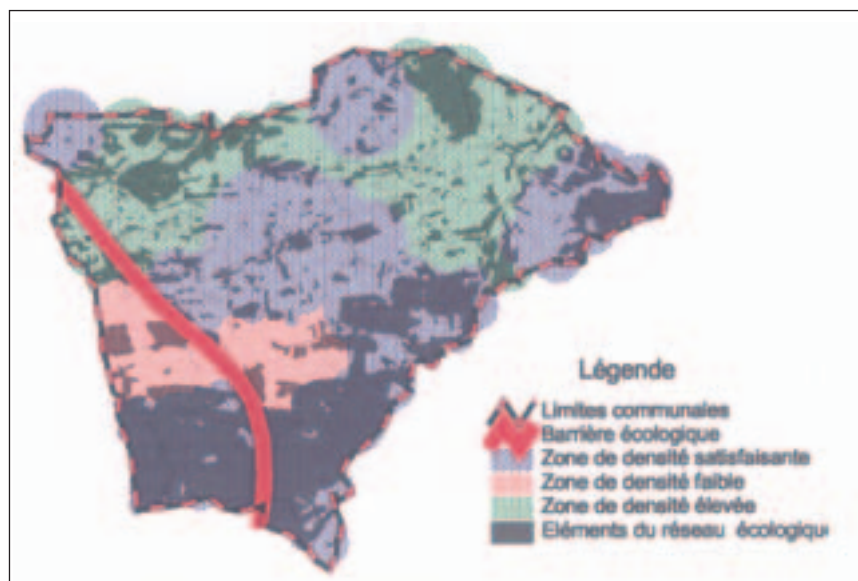 Légende
Limites communales
Barrière écologique
Zone de densité satisfaisante
Zone de densité faible
Zone de densité élevée
Eléments du réseau écologiqu